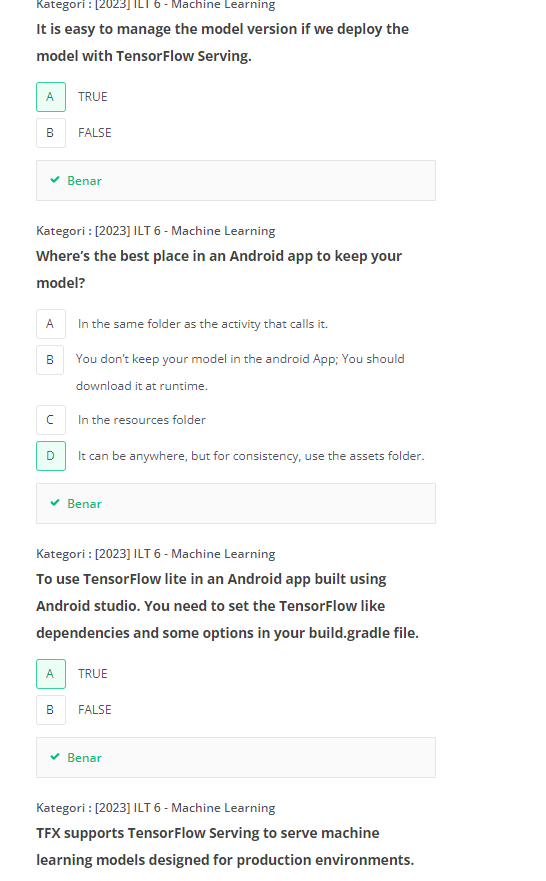 Kategori : [2023] ILT 6 - Machine Learning
It is easy to manage the model version if we deploy the
model with TensorFlow Serving.
A TRUE
B FALSE
✔ Benar
Kategori : [2023] ILT 6 - Machine Learning
Where's the best place in an Android app to keep your
model?
A In the same folder as the activity that calls it.
B You don't keep your model in the android App; You should
download it at runtime.
C In the resources folder
D It can be anywhere, but for consistency, use the assets folder.
✔ Benar
Kategori : [2023] ILT 6 - Machine Learning
To use TensorFlow lite in an Android app built using
Android studio. You need to set the TensorFlow like
dependencies and some options in your build.gradle file.
A TRUE
B FALSE
✔ Benar
Kategori : [2023] ILT 6 - Machine Learning
TFX supports TensorFlow Serving to serve machine
learning models designed for production environments.